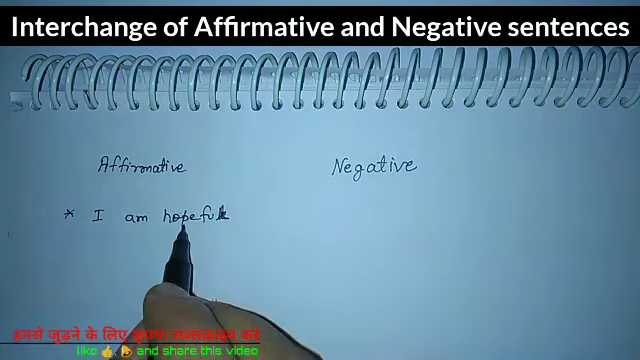 Interchange of Affirmative and Negative sentences
Affirmative Negative
* I am hopeful
हमसे जुड़ने के लिए कृपया सब्सक्राइब करे
like 👍 and share this video